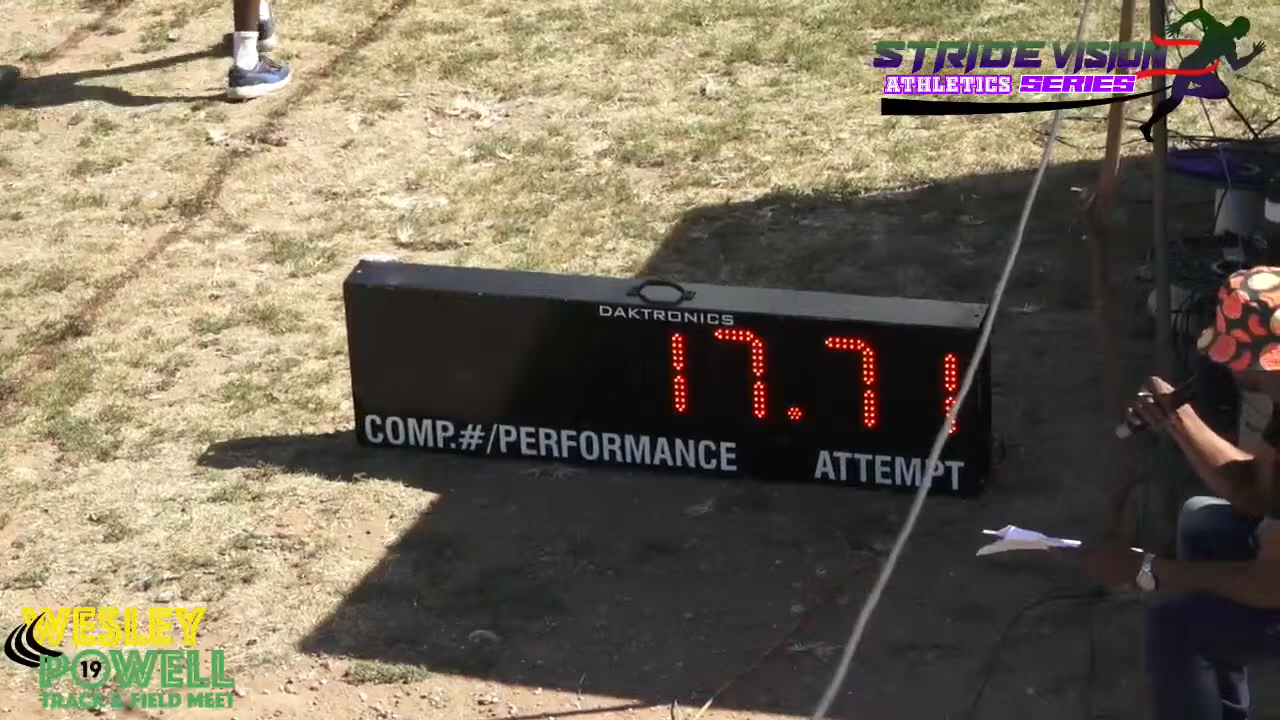 STRIDE VISION
ATHLETICS SERIES
DAKTRONICS
17.71
COMP.#/PERFORMANCE ATTEMPT
WESLEY
POWELL
19
TRACK & FIELD MEET